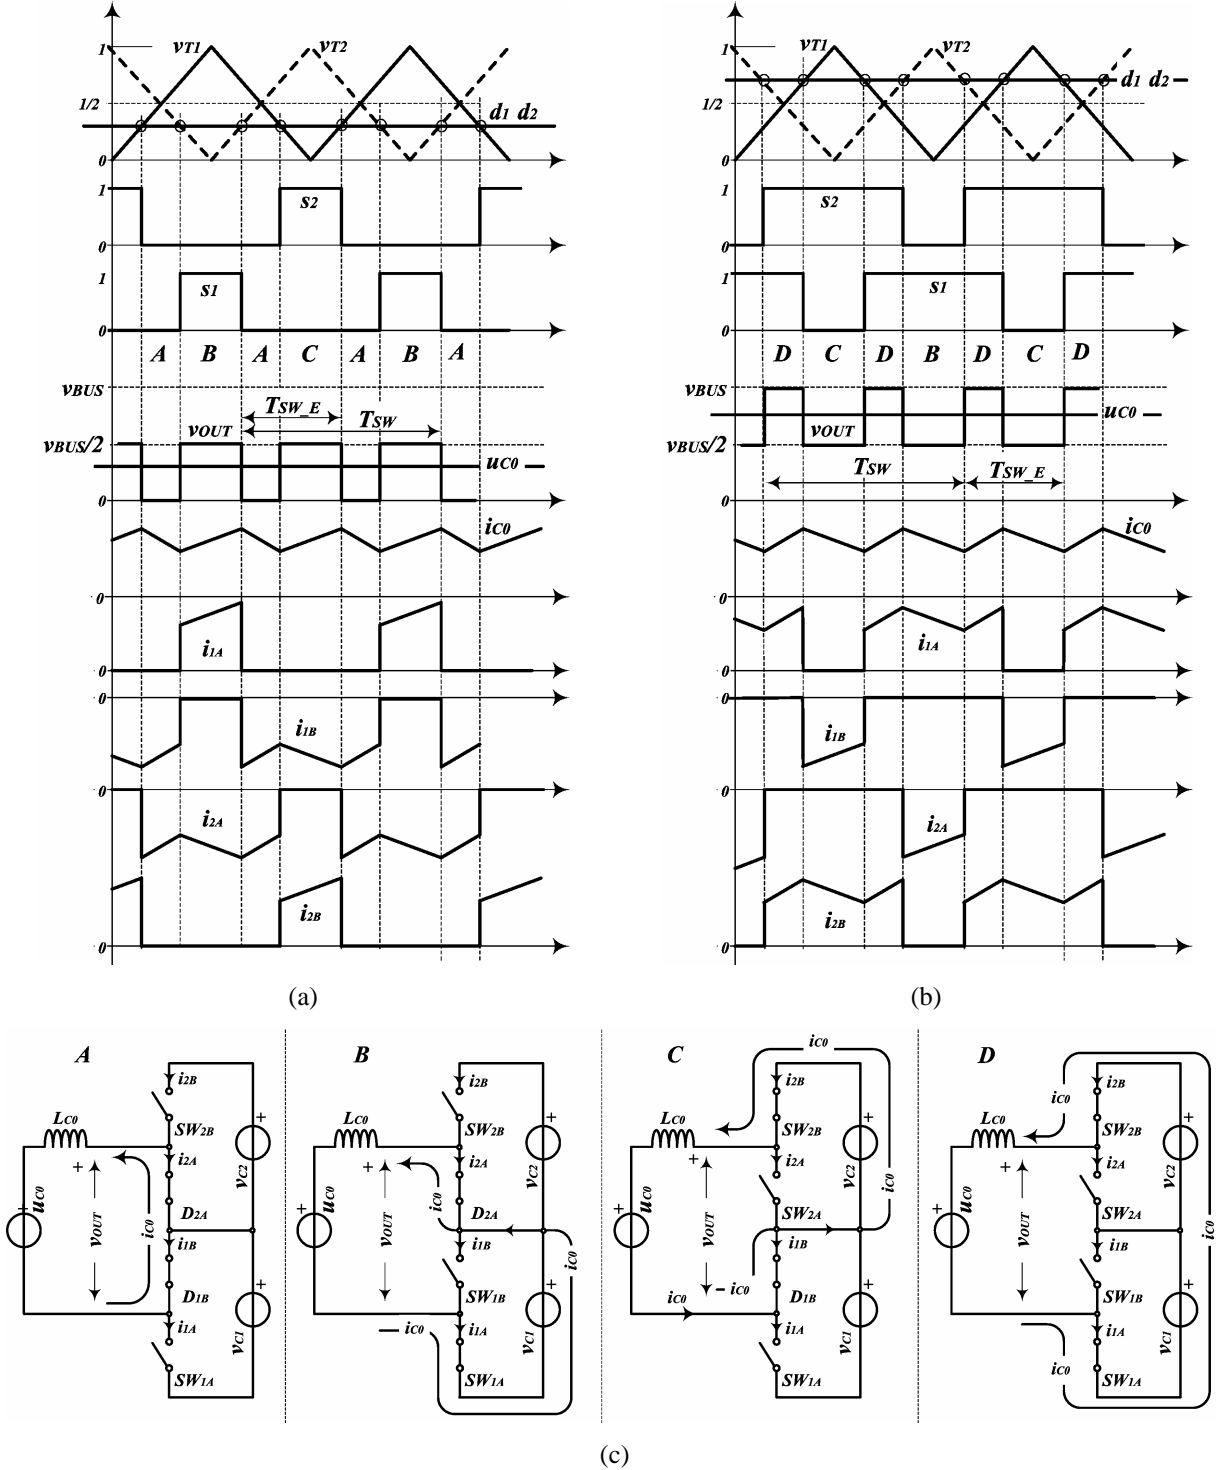 1 vT1 vT2
1/2 d1 d2
0
1 s2
0
1 s1
0
A B A C A B A
vBUS
TSW_E TSW
vOUT
vBUS/2 uC0
0
iC0
0
i1A
0
0
i1B
0
i2A
i2B
0
(a)
1 vT1 vT2
d1 d2
1/2
0
1 s2
0
1 s1
0
D C D B D C D
vBUS
uC0
vOUT
vBUS/2
TSW TSW_E
0
iC0
0
i1A
0
0
i1B
0
i2A
i2B
0
(b)
A
i2B
LC0 SW2B
+ i2A +
uC0 + vOUT iC0 D2A vC2
i1B
D1B +
i1A vC1
SW1A
B
i2B
LC0 SW2B
+ i2A +
uC0 + vOUT iC0 D2A vC2
i1B iC0
SW1B +
iC0 i1A vC1
SW1A
C iC0
i2B
LC0 SW2B
+ i2A + iC0
uC0 + vOUT SW2A vC2
i1B
– iC0 D1B +
iC0 i1A vC1
SW1A
D
i2B
iC0
LC0 SW2B
+ i2A +
uC0 + vOUT SW2A vC2 iC0
i1B
SW1B +
i1A vC1
iC0 SW1A
(c)